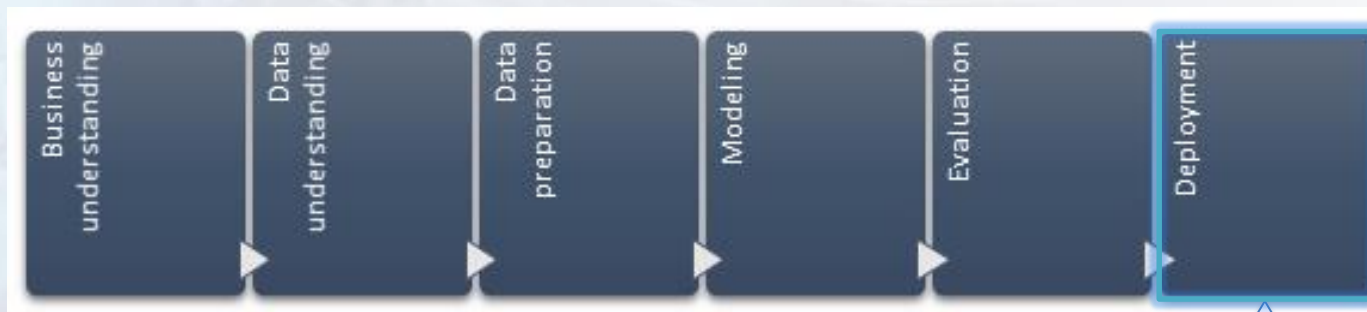 Business
understanding
Data
understanding
Data
preparation
Modeling
Evaluation
Deployment